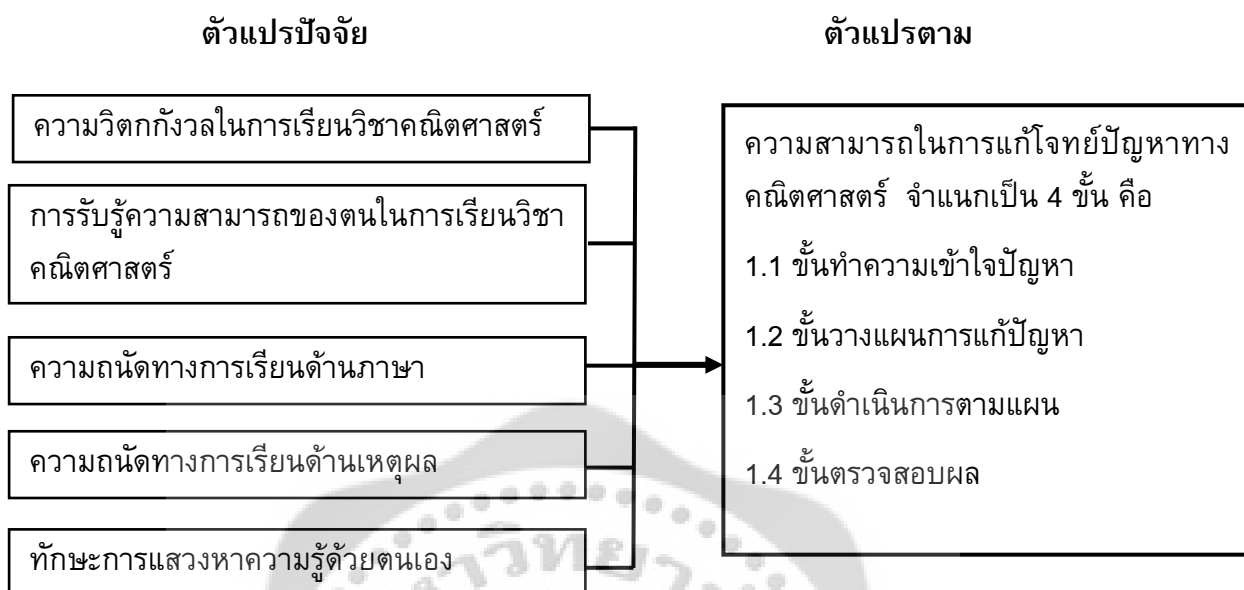 ตัวแปรปัจจัย
ตัวแปรตาม
ความวิตกกังวลในการเรียนวิชาคณิตศาสตร์
การรับรู้ความสามารถของตนในการเรียนวิชา
คณิตศาสตร์
ความถนัดทางการเรียนด้านภาษา
ความถนัดทางการเรียนด้านเหตุผล
ทักษะการแสวงหาความรู้ด้วยตนเอง
ความสามารถในการแก้โจทย์ปัญหาทาง
คณิตศาสตร์ จำแนกเป็น 4 ขั้น คือ
1.1 ขั้นทำความเข้าใจปัญหา
1.2 ขั้นวางแผนการแก้ปัญหา
1.3 ขั้นดำเนินการตามแผน
1.4 ขั้นตรวจสอบผล